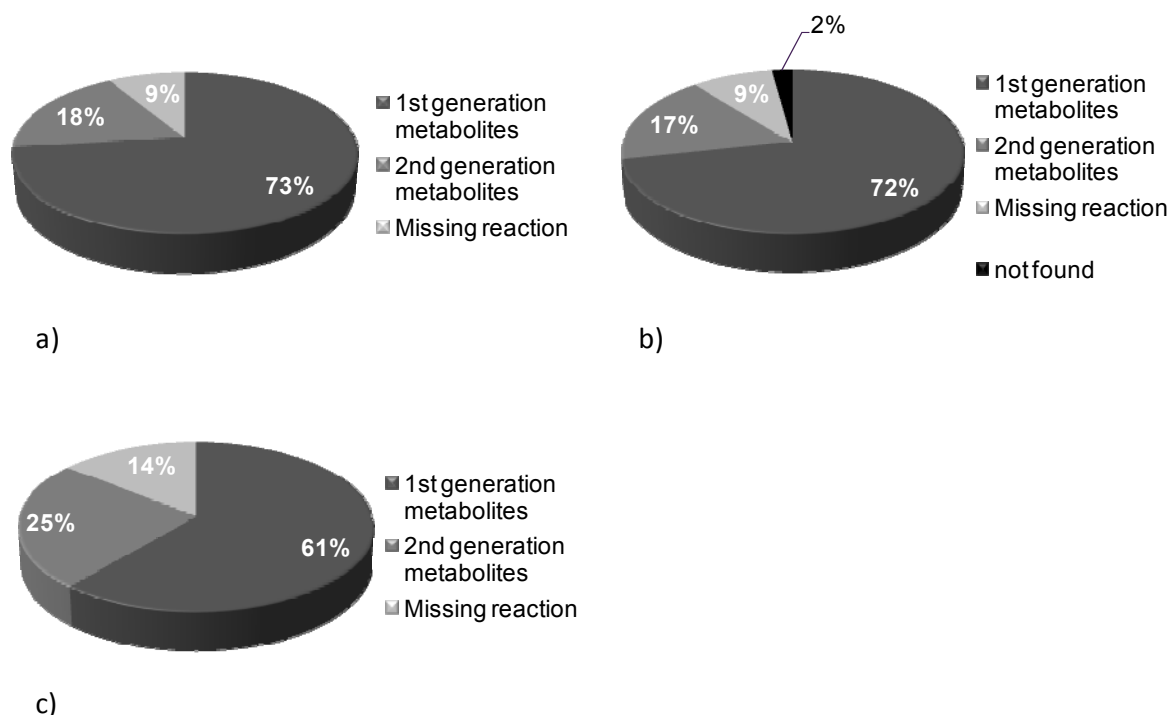 9%
18%
73%
1st generation
metabolites
2nd generation
metabolites
Missing reaction
a)
2%
9%
17%
72%
1st generation
metabolites
2nd generation
metabolites
Missing reaction
not found
b)
14%
25%
61%
1st generation
metabolites
2nd generation
metabolites
Missing reaction
c)